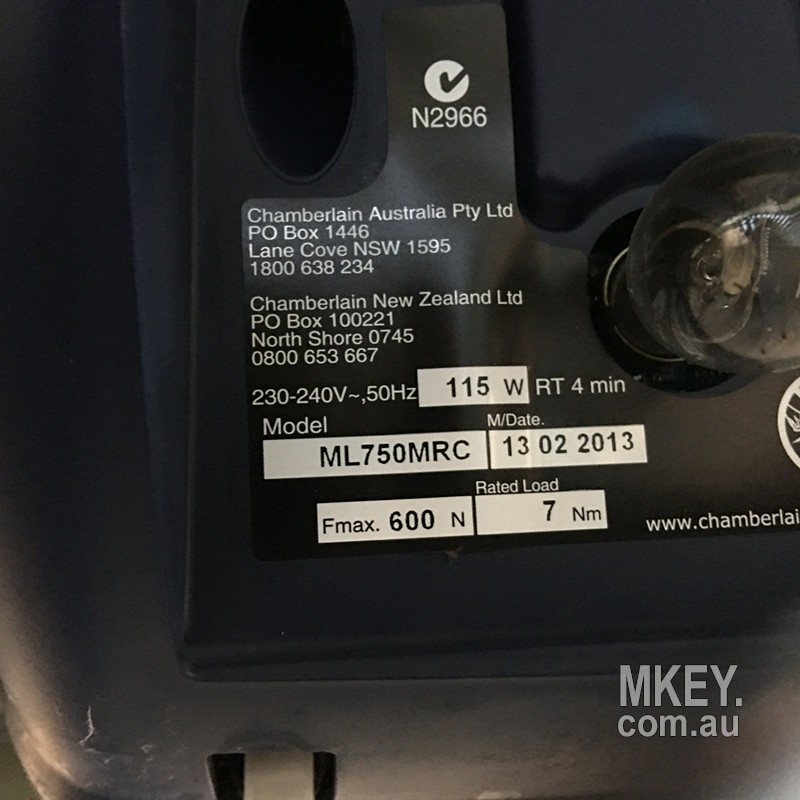 N2966
Chamberlain Australia Pty Ltd
PO Box 1446
Lane Cove NSW 1595
1800 638 234
Chamberlain New Zealand Ltd
PO Box 100221
North Shore 0745
0800 653 667
230-240V~,50Hz 115 W RT 4 min
Model M/Date.
ML750MRC 13 02 2013
Rated Load
Fmax. 600 N 7 Nm
www.chamberlai
MKEY.
com.au